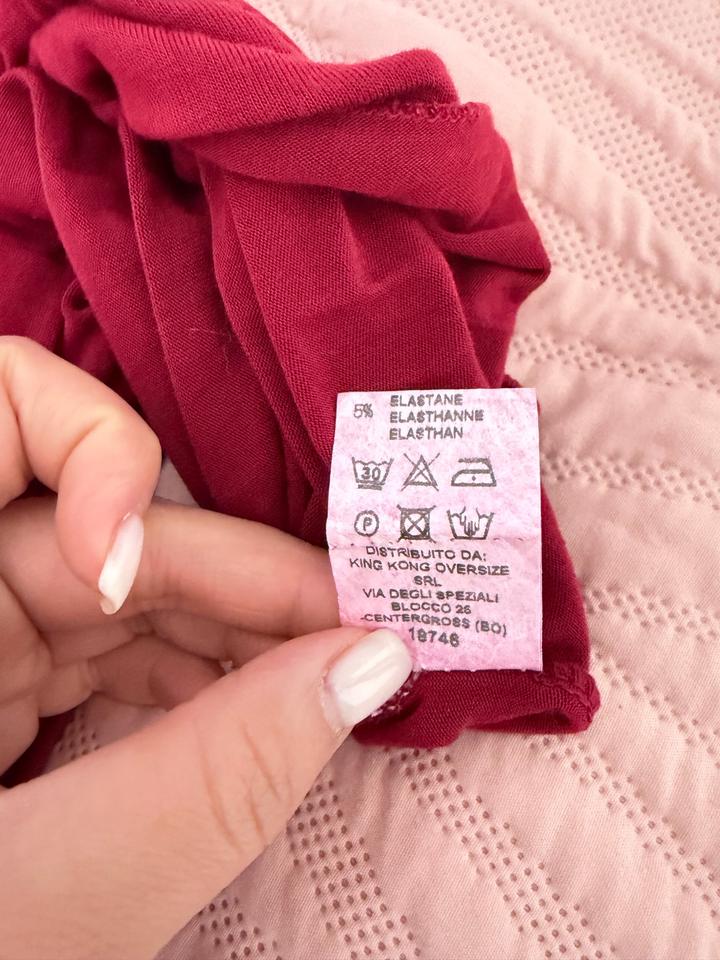 5% ELASTANE
ELASTHANNE
ELASTHAN
30
P
DISTRIBUITO DA:
KING KONG OVERSIZE
SRL
VIA DEGLI SPEZIALI
BLOCCO 26
-CENTERGROSS (BO)
18746